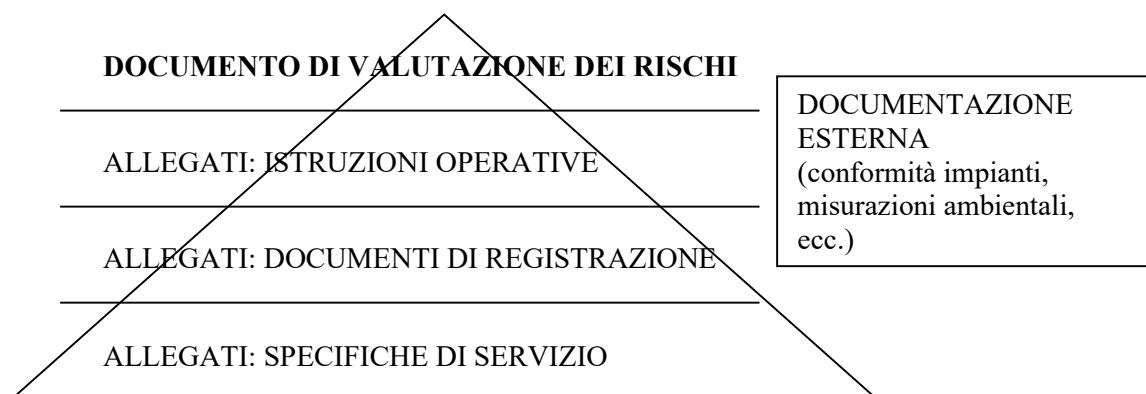 DOCUMENTO DI VALUTAZIONE DEI RISCHI
ALLEGATI: ISTRUZIONI OPERATIVE
ALLEGATI: DOCUMENTI DI REGISTRAZIONE
ALLEGATI: SPECIFICHE DI SERVIZIO
DOCUMENTAZIONE
ESTERNA
(conformità impianti,
misurazioni ambientali,
ecc.)